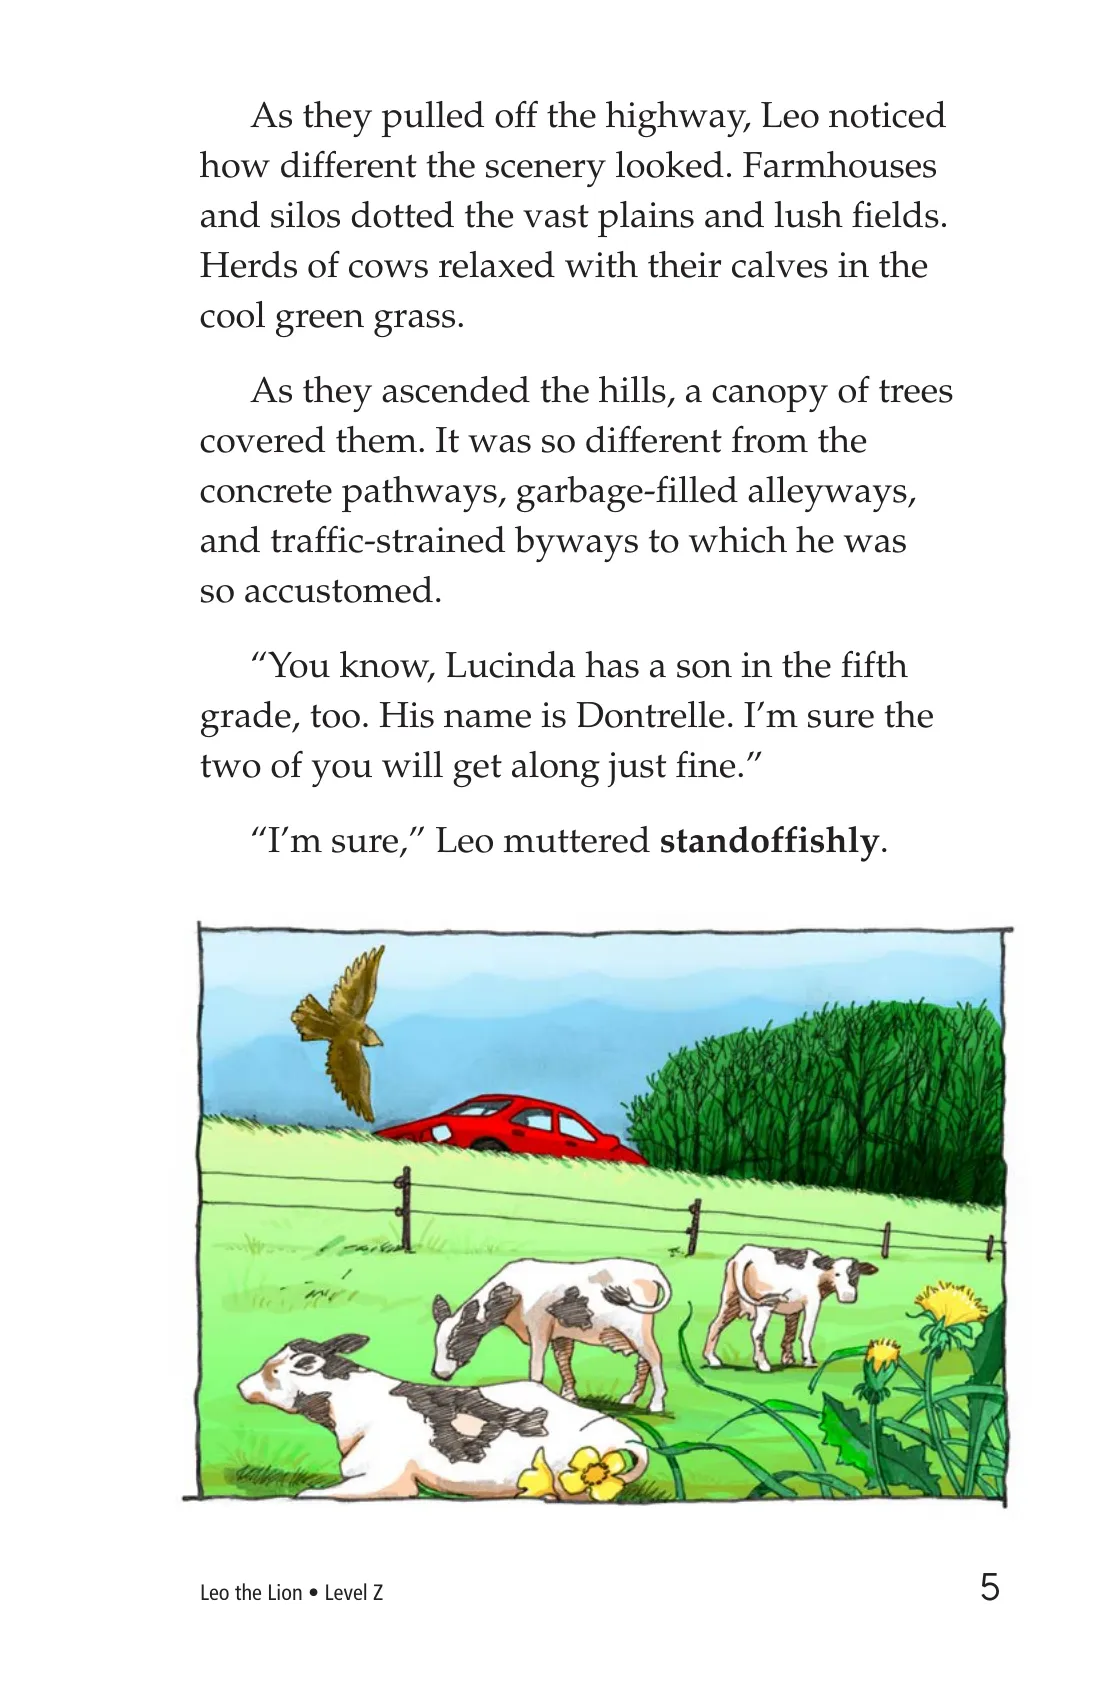 As they pulled off the highway, Leo noticed
how different the scenery looked. Farmhouses
and silos dotted the vast plains and lush fields.
Herds of cows relaxed with their calves in the
cool green grass.
As they ascended the hills, a canopy of trees
covered them. It was so different from the
concrete pathways, garbage-filled alleyways,
and traffic-strained byways to which he was
so accustomed.
“You know, Lucinda has a son in the fifth
grade, too. His name is Dontrelle. I’m sure the
two of you will get along just fine.”
“I’m sure,” Leo muttered standoffishly.
Leo the Lion • Level Z
5